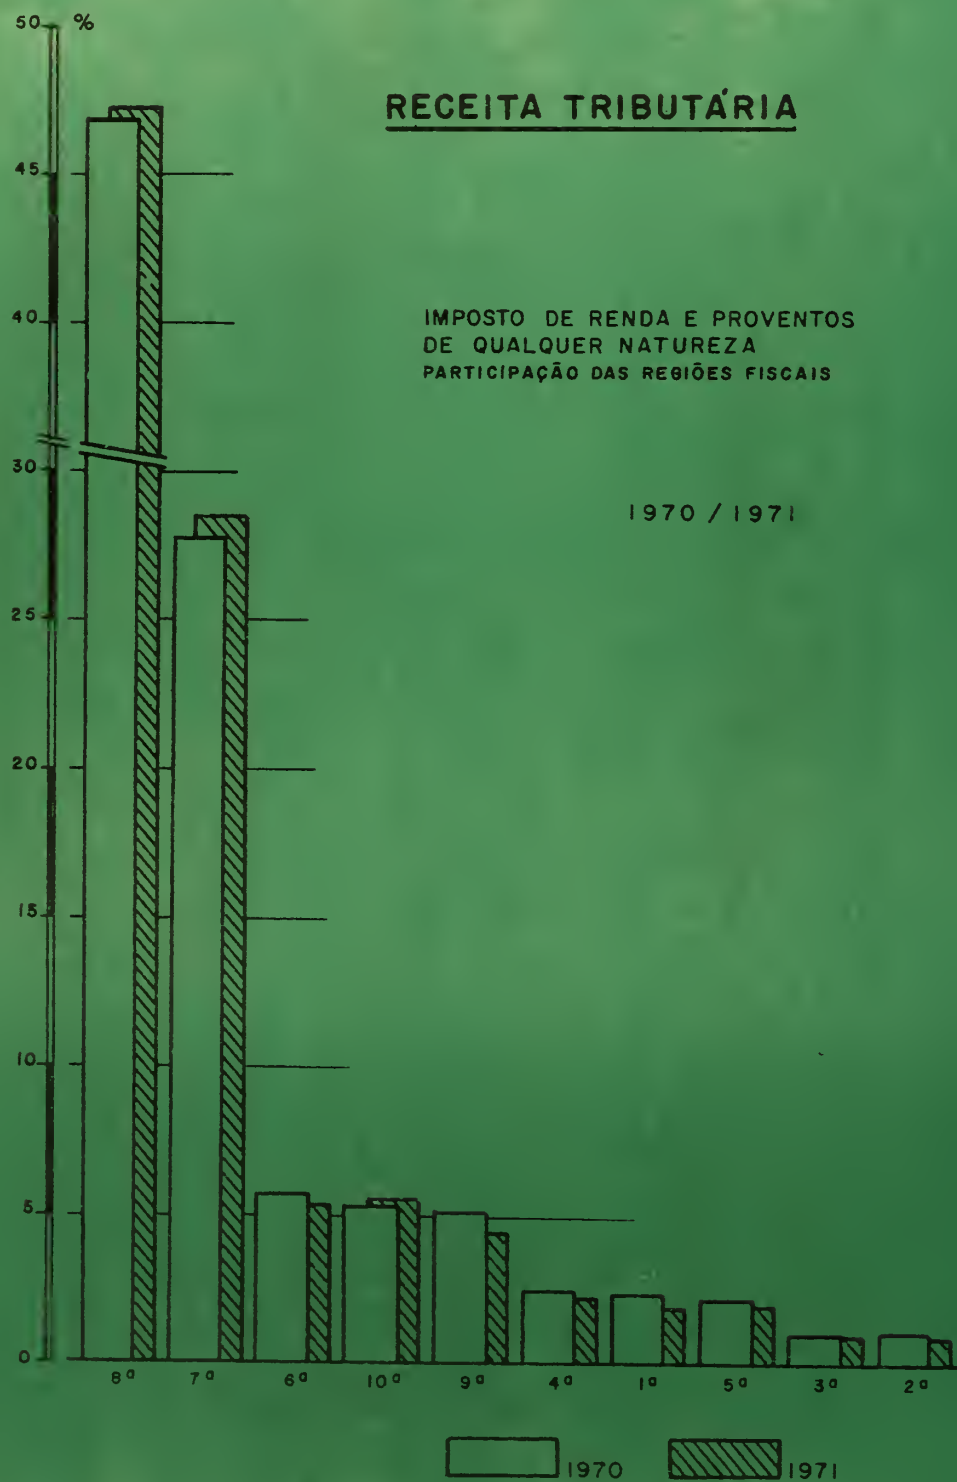 50 %
RECEITA TRIBUTÁRIA
45
40
IMPOSTO DE RENDA E PROVENTOS
DE QUALQUER NATUREZA
PARTICIPAÇÃO DAS REGIÕES FISCAIS
30
1970 / 1971
25
20
15
10
5
0
8ª 7ª 6ª 10ª 9ª 4ª 1ª 5ª 3ª 2ª
1970 1971